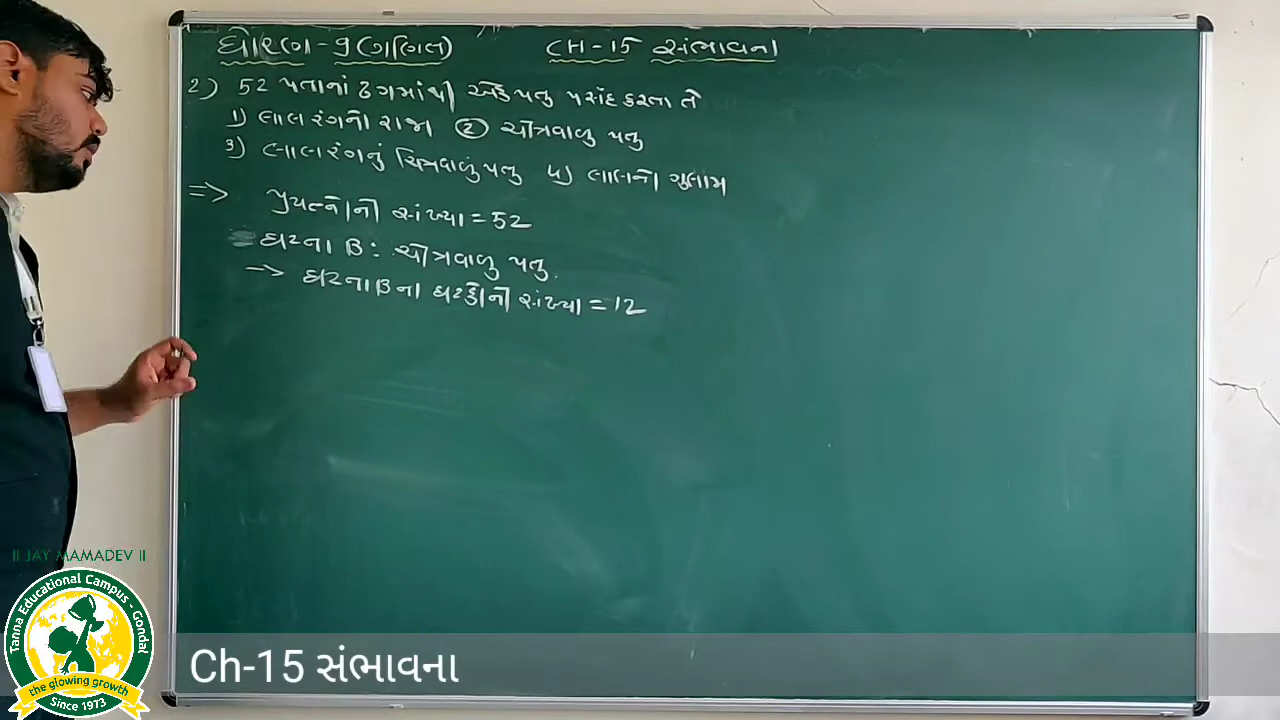 ધોરણ-9 (ગણિત) CH-15 સંભાવના
2) 52 પતાનાં ઢગમાંથી એક પતુ પસંદ કરતા તે
1) લાલ રંગનો રાજા ② ચીત્રવાળુ પતુ
3) લાલ રંગનું ચિત્રવાળું પતુ 4) લાલનો ગુલામ
=> પ્રયત્નોની સંખ્યા = 52
ઘટના B : ચીત્રવાળુ પતુ.
-> ઘટના B ના ઘટકોની સંખ્યા = 12
॥ JAY MAMADEV ॥
Tanna Educational Campus - Gondal
the glowing growth
Since 1973
Ch-15 સંભાવના